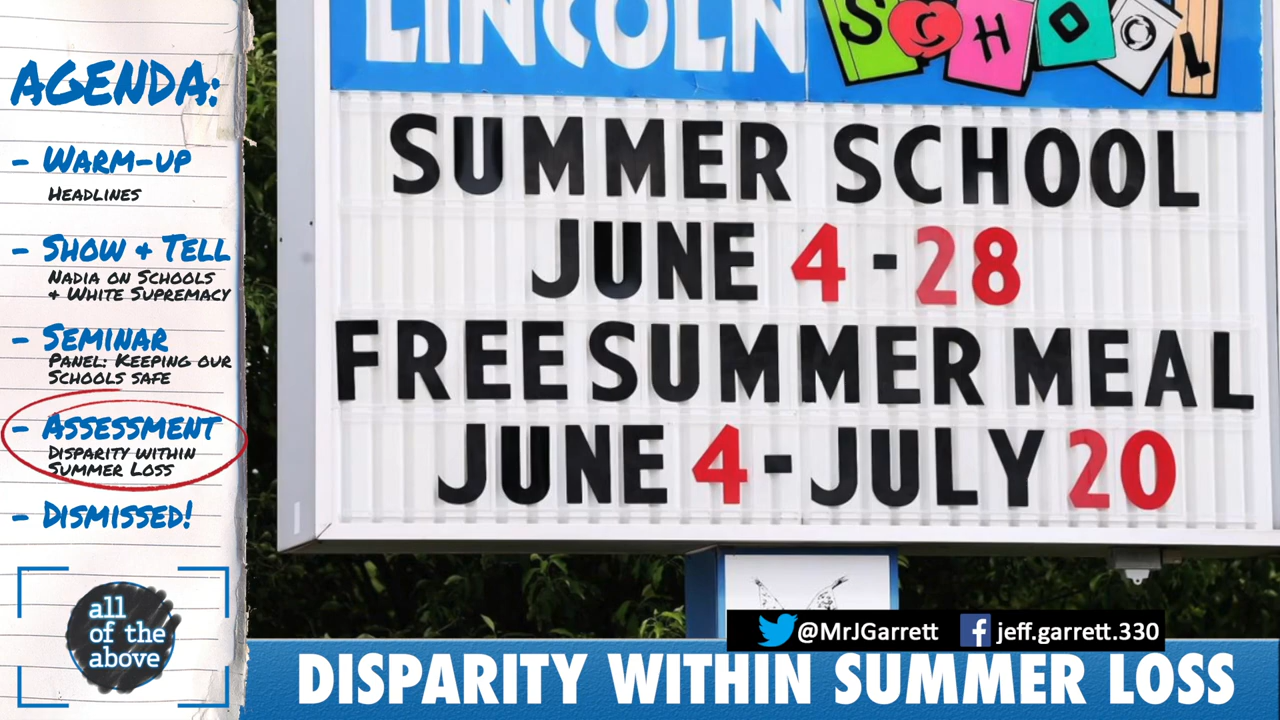 AGENDA:
- WARM-UP
HEADLINES
- SHOW + TELL
NADIA ON SCHOOLS
+ WHITE SUPREMACY
- SEMINAR
PANEL: KEEPING OUR
SCHOOLS SAFE
- ASSESSMENT
DISPARITY WITHIN
SUMMER LOSS
- DISMISSED!
all
of the
above
LINCOLN
SCHOOL
SUMMER SCHOOL
JUNE 4-28
FREE SUMMER MEAL
JUNE 4-JULY 20
@MrJGarrett
jeff.garrett.330
DISPARITY WITHIN SUMMER LOSS